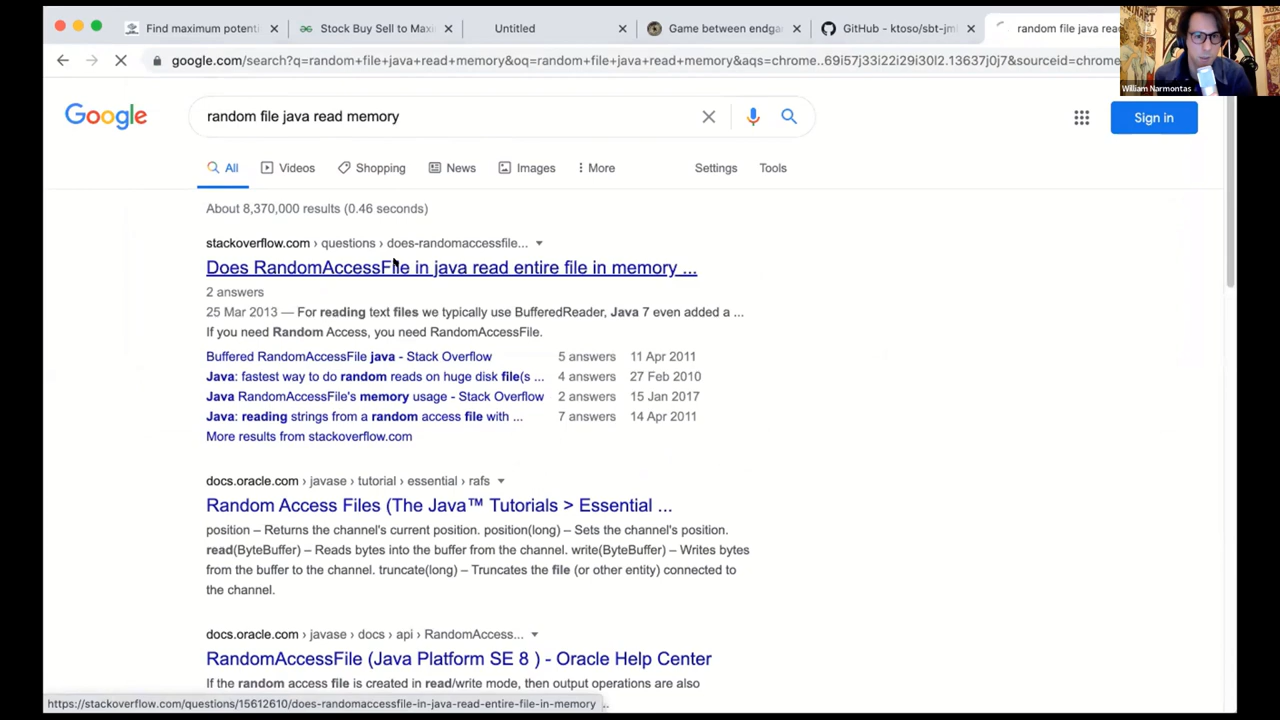 Find maximum potenti
Stock Buy Sell to Maxi
Untitled
Game between endga
GitHub - ktoso/sbt-jmh
random file java rea
google.com/search?q=random+file+java+read+memory&oq=random+file+java+read+memory&aqs=chrome..69i57j33i22i29i30l2.13637j0j7&sourceid=chrome
William Narmontas
Google
random file java read memory
Sign in
All
Videos
Shopping
News
Images
More
Settings
Tools
About 8,370,000 results (0.46 seconds)
stackoverflow.com › questions › does-randomaccessfile...
Does RandomAccessFile in java read entire file in memory ...
2 answers
25 Mar 2013 — For reading text files we typically use BufferedReader, Java 7 even added a ...
If you need Random Access, you need RandomAccessFile.
Buffered RandomAccessFile java - Stack Overflow 5 answers 11 Apr 2011
Java: fastest way to do random reads on huge disk file(s ... 4 answers 27 Feb 2010
Java RandomAccessFile's memory usage - Stack Overflow 2 answers 15 Jan 2017
Java: reading strings from a random access file with ... 7 answers 14 Apr 2011
More results from stackoverflow.com
docs.oracle.com › javase › tutorial › essential › rafs
Random Access Files (The Java™ Tutorials > Essential ...
position – Returns the channel's current position. position(long) – Sets the channel's position.
read(ByteBuffer) – Reads bytes into the buffer from the channel. write(ByteBuffer) – Writes bytes
from the buffer to the channel. truncate(long) – Truncates the file (or other entity) connected to
the channel.
docs.oracle.com › javase › docs › api › RandomAccess...
RandomAccessFile (Java Platform SE 8 ) - Oracle Help Center
If the random access file is created in read/write mode, then output operations are also
https://stackoverflow.com/questions/15612610/does-randomaccessfile-in-java-read-entire-file-in-memory